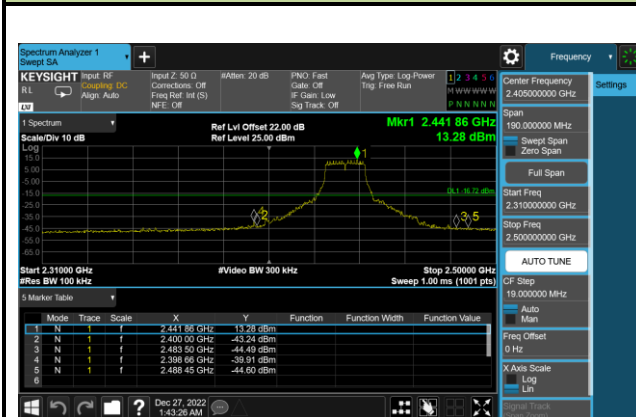 Spectrum Analyzer 1
Swept SA
Frequency
KEYSIGHT
RL
Input: RF
Coupling: DC
Align: Auto
Input Z: 50 Ω
Corrections: Off
Freq Ref: Int (S)
NFE: Off
#Atten: 20 dB
PNO: Fast
Gate: Off
IF Gain: Low
Sig Track: Off
Avg Type: Log-Power
Trig: Free Run
1 2 3 4 5 6
M W W W W W
P N N N N N
LXI
1 Spectrum
Scale/Div 10 dB
Ref Lvl Offset 22.00 dB
Ref Level 25.00 dBm
Mkr1 2.441 86 GHz
13.28 dBm
Log
15.0
5.00
-5.00
-15.0
-25.0
-35.0
-45.0
-55.0
-65.0
1
DL1 -16.72 dBm
2
3 5
Start 2.31000 GHz
#Res BW 100 kHz
#Video BW 300 kHz
Stop 2.50000 GHz
Sweep 1.00 ms (1001 pts)
5 Marker Table
Mode Trace Scale X Y Function Function Width Function Value
1 N 1 f 2.441 86 GHz 13.28 dBm
2 N 1 f 2.400 00 GHz -43.24 dBm
3 N 1 f 2.483 50 GHz -44.49 dBm
4 N 1 f 2.398 66 GHz -39.91 dBm
5 N 1 f 2.488 45 GHz -44.60 dBm
6
Dec 27, 2022
1:43:26 AM
Center Frequency
2.405000000 GHz
Settings
Span
190.000000 MHz
Swept Span
Zero Span
Full Span
Start Freq
2.310000000 GHz
Stop Freq
2.500000000 GHz
AUTO TUNE
CF Step
19.000000 MHz
Auto
Man
Freq Offset
0 Hz
X Axis Scale
Log
Lin
Signal Track